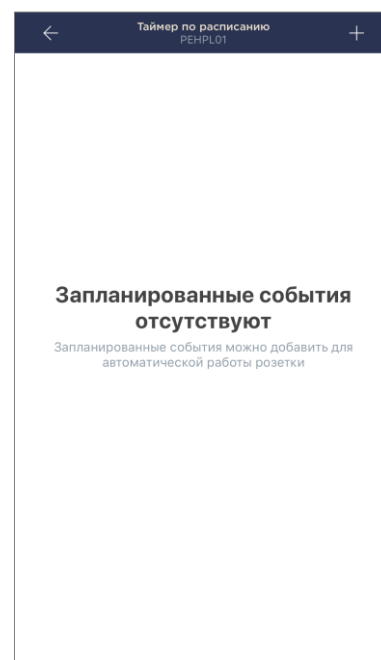 Таймер по расписанию
PEHPL01
Запланированные события
отсутствуют
Запланированные события можно добавить для
автоматической работы розетки